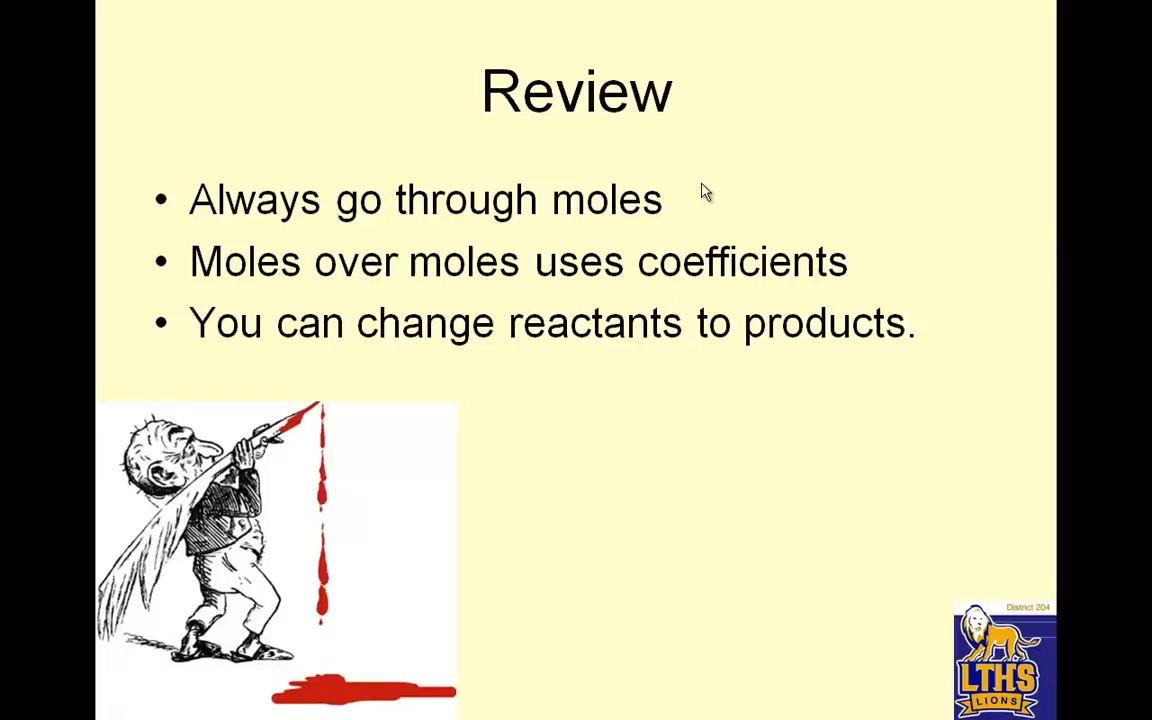 Review
• Always go through moles
• Moles over moles uses coefficients
• You can change reactants to products.
District 204
LTHS
LIONS